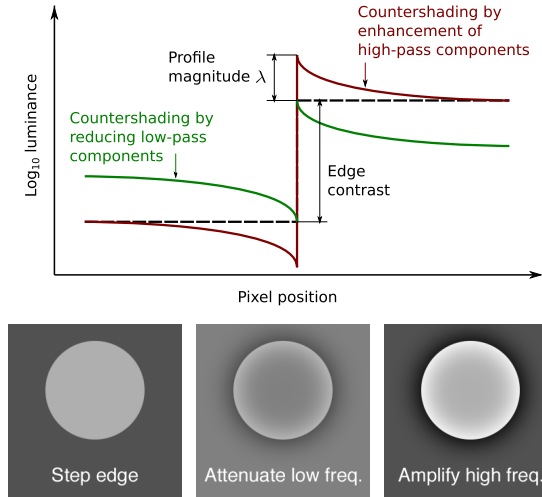 Countershading by
enhancement of
high-pass components
Profile
magnitude λ
Countershading by
reducing low-pass
components
Edge
contrast
Log10 luminance
Pixel position
Step edge
Attenuate low freq.
Amplify high freq.